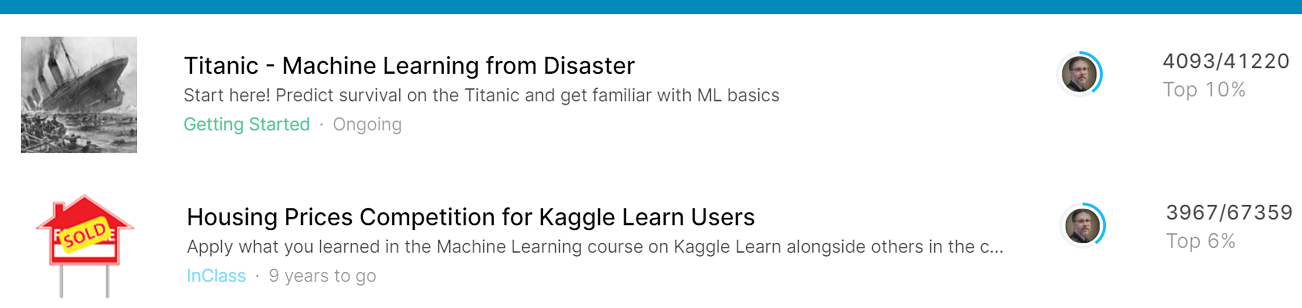 Titanic - Machine Learning from Disaster
Start here! Predict survival on the Titanic and get familiar with ML basics
Getting Started · Ongoing
4093/41220
Top 10%
SOLD
Housing Prices Competition for Kaggle Learn Users
Apply what you learned in the Machine Learning course on Kaggle Learn alongside others in the c...
InClass · 9 years to go
3967/67359
Top 6%